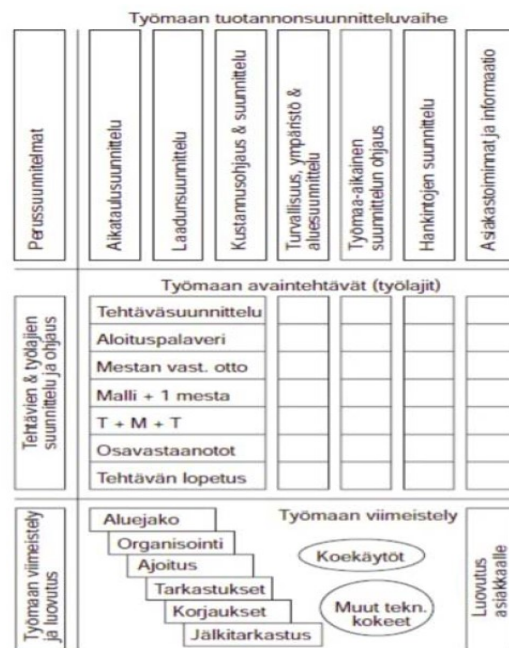 Työmaan tuotannonsuunnitteluvaihe
Perussuunnitelmat
Aikataulusuunnittelu
Laadunsuunnittelu
Kustannusohjaus & suunnittelu
Turvallisuus, ympäristö &
aluesuunnittelu
Työmaa-aikainen
suunnittelun ohjaus
Hankintojen suunnittelu
Asiakastoiminnat ja informaatio
Työmaan avaintehtävät (työlajit)
Tehtävien & työlajien
suunnittelu ja ohjaus
Tehtäväsuunnittelu
Aloituspalaveri
Mestan vast. otto
Malli + 1 mesta
T + M + T
Osavastaanotot
Tehtävän lopetus
Työmaan viimeistely
ja luovutus
Aluejako
Organisointi
Ajoitus
Tarkastukset
Korjaukset
Jälkitarkastus
Työmaan viimeistely
Koekäytöt
Muut tekn.
kokeet
Luovutus
asiakkaalle